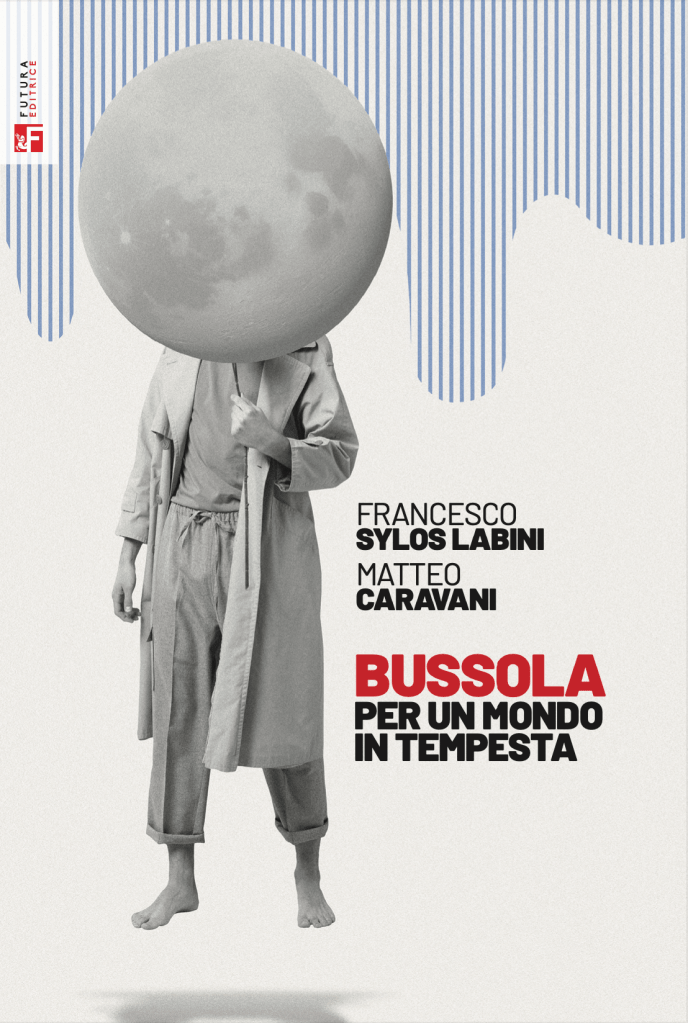 FUTURA
EDITRICE
F
FRANCESCO
SYLOS LABINI
MATTEO
CARAVANI
BUSSOLA
PER UN MONDO
IN TEMPESTA